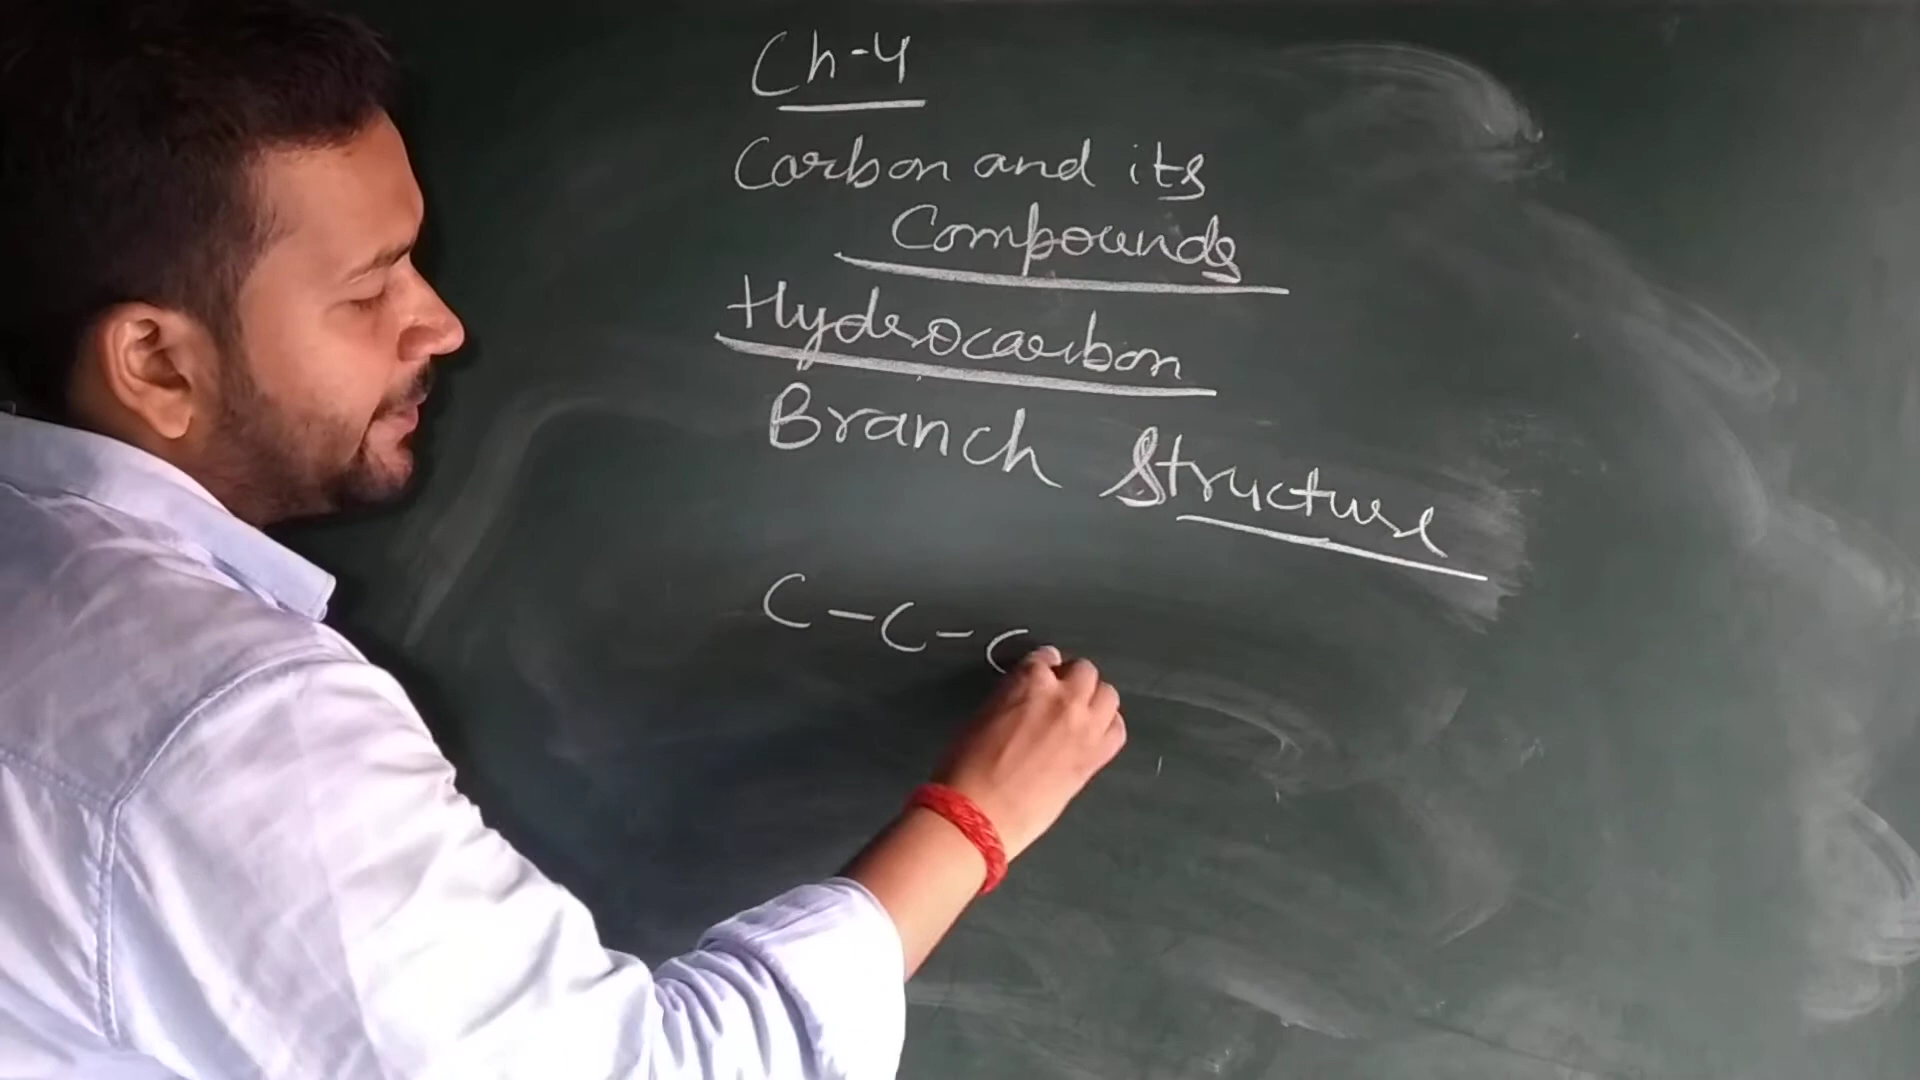 Ch-4
Carbon and its
Compounds
Hydrocarbon
Branch Structure
C-C-C